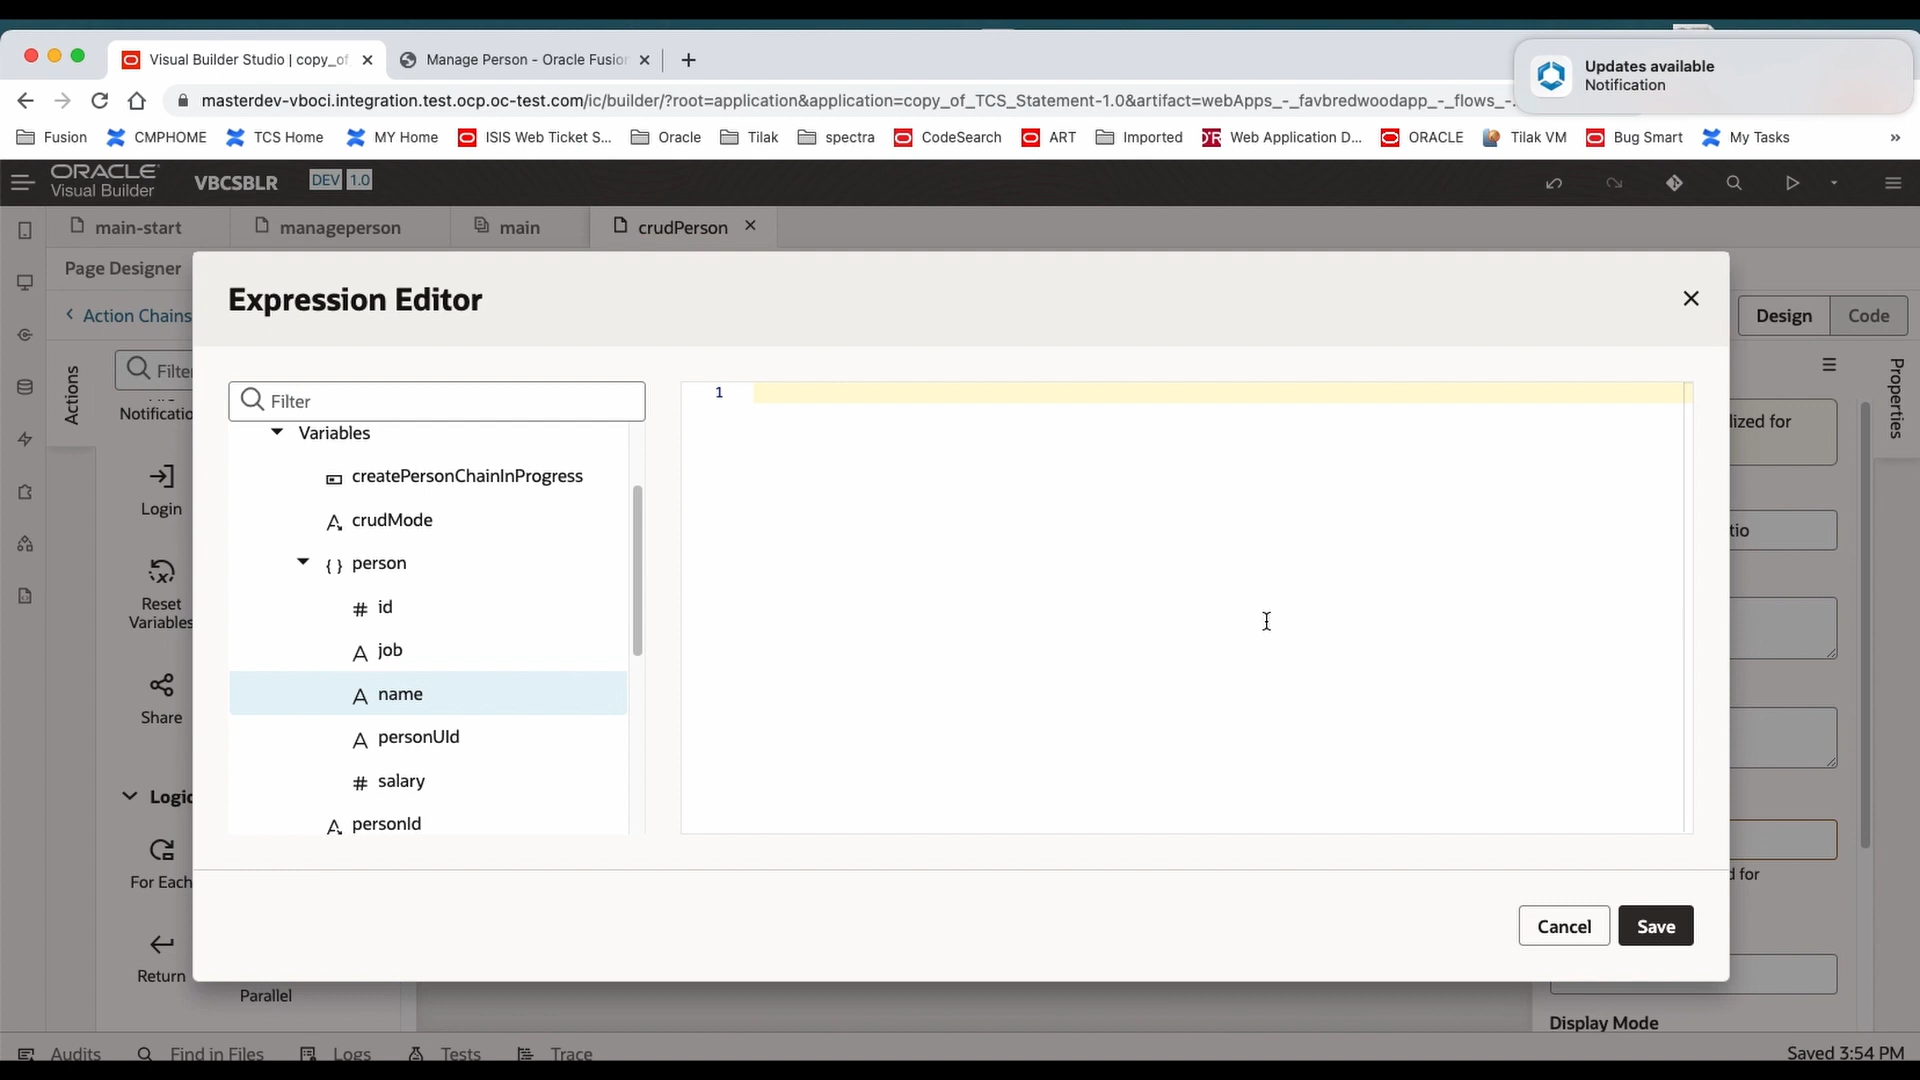 Visual Builder Studio | copy_of
Manage Person - Oracle Fusion
Updates available
Notification
masterdev-vboci.integration.test.ocp.oc-test.com/ic/builder/?root=application&application=copy_of_TCS_Statement-1.0&artifact=webApps_-_favbredwoodapp_-_flows_-.
Fusion CMPHOME TCS Home MY Home ISIS Web Ticket S... Oracle Tilak spectra CodeSearch ART Imported Web Application D... ORACLE Tilak VM Bug Smart My Tasks »
ORACLE
Visual Builder
VBCSBLR DEV 1.0
main-start manageperson main crudPerson
Page Designer
Action Chains
Design Code
Actions
Properties
Filter
Notificatio
Login
Reset
Variables
Share
Logic
For Each
Return
Parallel
Expression Editor
Filter
Variables
createPersonChainInProgress
crudMode
{ } person
# id
A job
A name
A personUId
# salary
personId
1
Cancel Save
lized for
tio
d for
Display Mode
Audits Find in Files Logs Tests Trace
Saved 3:54 PM